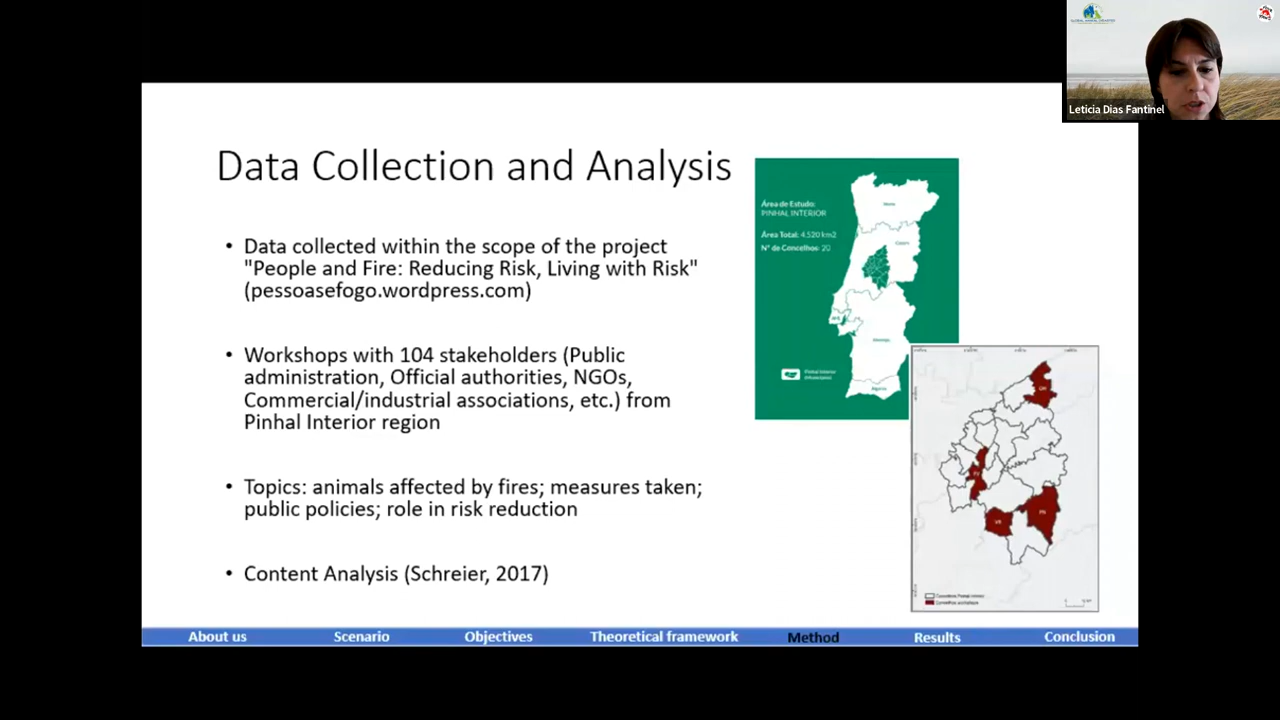 Leticia Dias Fantinel
Data Collection and Analysis
• Data collected within the scope of the project
"People and Fire: Reducing Risk, Living with Risk"
(pessoasefogo.wordpress.com)
• Workshops with 104 stakeholders (Public
administration, Official authorities, NGOs,
Commercial/industrial associations, etc.) from
Pinhal Interior region
• Topics: animals affected by fires; measures taken;
public policies; role in risk reduction
• Content Analysis (Schreier, 2017)
Área de Estudo:
PINHAL INTERIOR
Área Total: 4.520 km2
Nº de Concelhos: 20
Norte
Centro
Alentejo
Algarve
Pinhal Interior
PN
About us Scenario Objectives Theoretical framework Method Results Conclusion